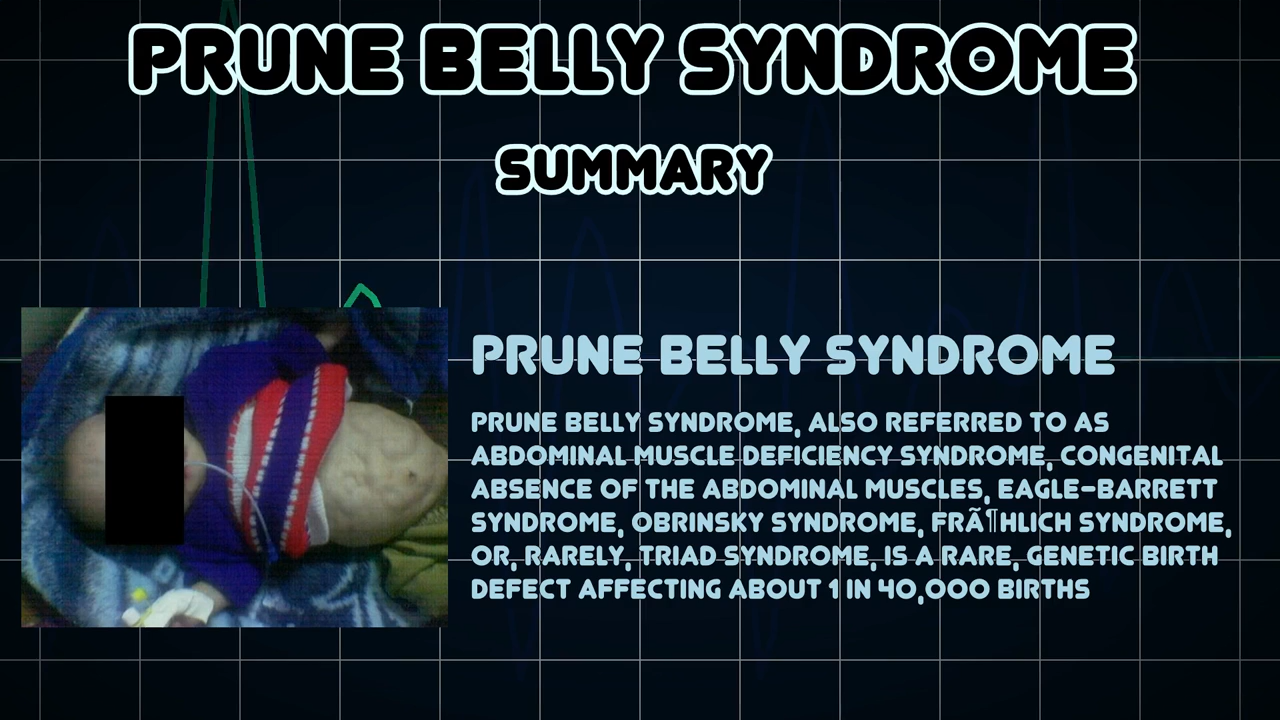 PRUNE BELLY SYNDROME
SUMMARY
PRUNE BELLY SYNDROME
PRUNE BELLY SYNDROME, ALSO REFERRED TO AS
ABDOMINAL MUSCLE DEFICIENCY SYNDROME, CONGENITAL
ABSENCE OF THE ABDOMINAL MUSCLES, EAGLE-BARRETT
SYNDROME, OBRINSKY SYNDROME, FRÃ¶HLICH SYNDROME,
OR, RARELY, TRIAD SYNDROME, IS A RARE, GENETIC BIRTH
DEFECT AFFECTING ABOUT 1 IN 40,000 BIRTHS